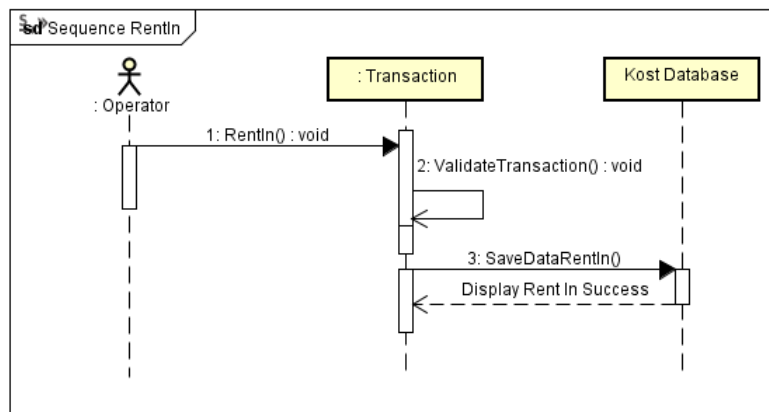 sd Sequence RentIn
: Operator
: Transaction
Kost Database
1: RentIn() : void
2: ValidateTransaction() : void
3: SaveDataRentIn()
Display Rent In Success